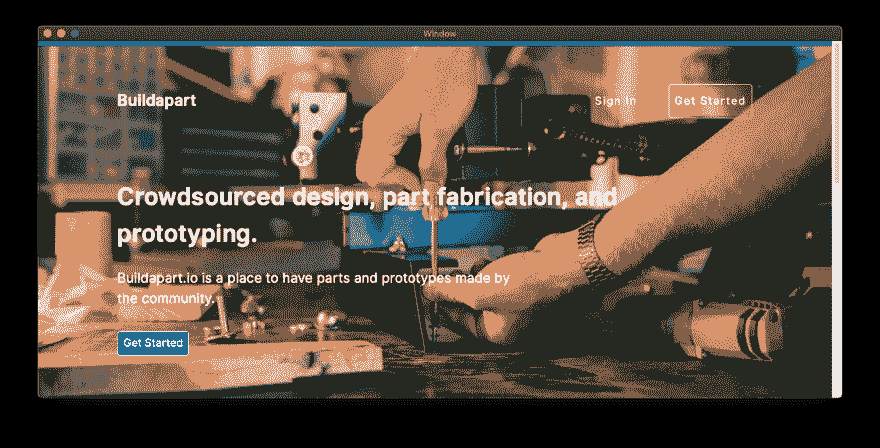 Window
Buildapart
Sign In
Get Started
Crowdsourced design, part fabrication, and
prototyping.
Buildapart.io is a place to have parts and prototypes made by
the community.
Get Started